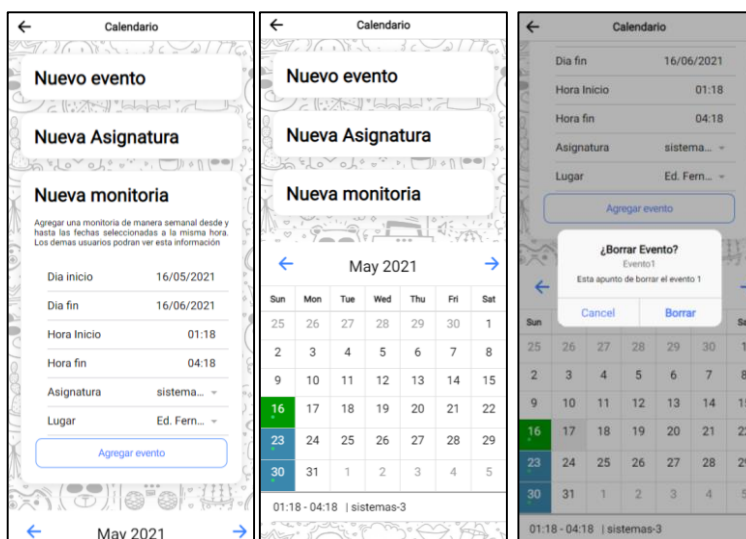 Calendario
Nuevo evento
Nueva Asignatura
Nueva monitoria
Agregar una monitoria de manera semanal desde y
hasta las fechas seleccionadas a la misma hora.
Los demas usuarios podran ver esta información
Dia inicio 16/05/2021
Dia fin 16/06/2021
Hora Inicio 01:18
Hora fin 04:18
Asignatura sistema...
Lugar Ed. Fern...
Agregar evento
May 2021
Calendario
Nuevo evento
Nueva Asignatura
Nueva monitoria
May 2021
Sun Mon Tue Wed Thu Fri Sat
25 26 27 28 29 30 1
2 3 4 5 6 7 8
9 10 11 12 13 14 15
16 17 18 19 20 21 22
23 24 25 26 27 28 29
30 31 1 2 3 4 5
01:18 - 04:18 | sistemas-3
Calendario
Dia fin 16/06/2021
Hora Inicio 01:18
Hora fin 04:18
Asignatura sistema...
Lugar Ed. Fern...
Agregar evento
¿Borrar Evento?
Evento1
Esta apunto de borrar el evento 1
Cancel Borrar
Sun
25 26 27 28 29 30 1
2 3 4 5 6 7 8
9 10 11 12 13 14
16 17 18 19 20 21
23 24 25 26 27 28
30 31 1 2 3 4 5
01:18 - 04:18 | sistemas-3